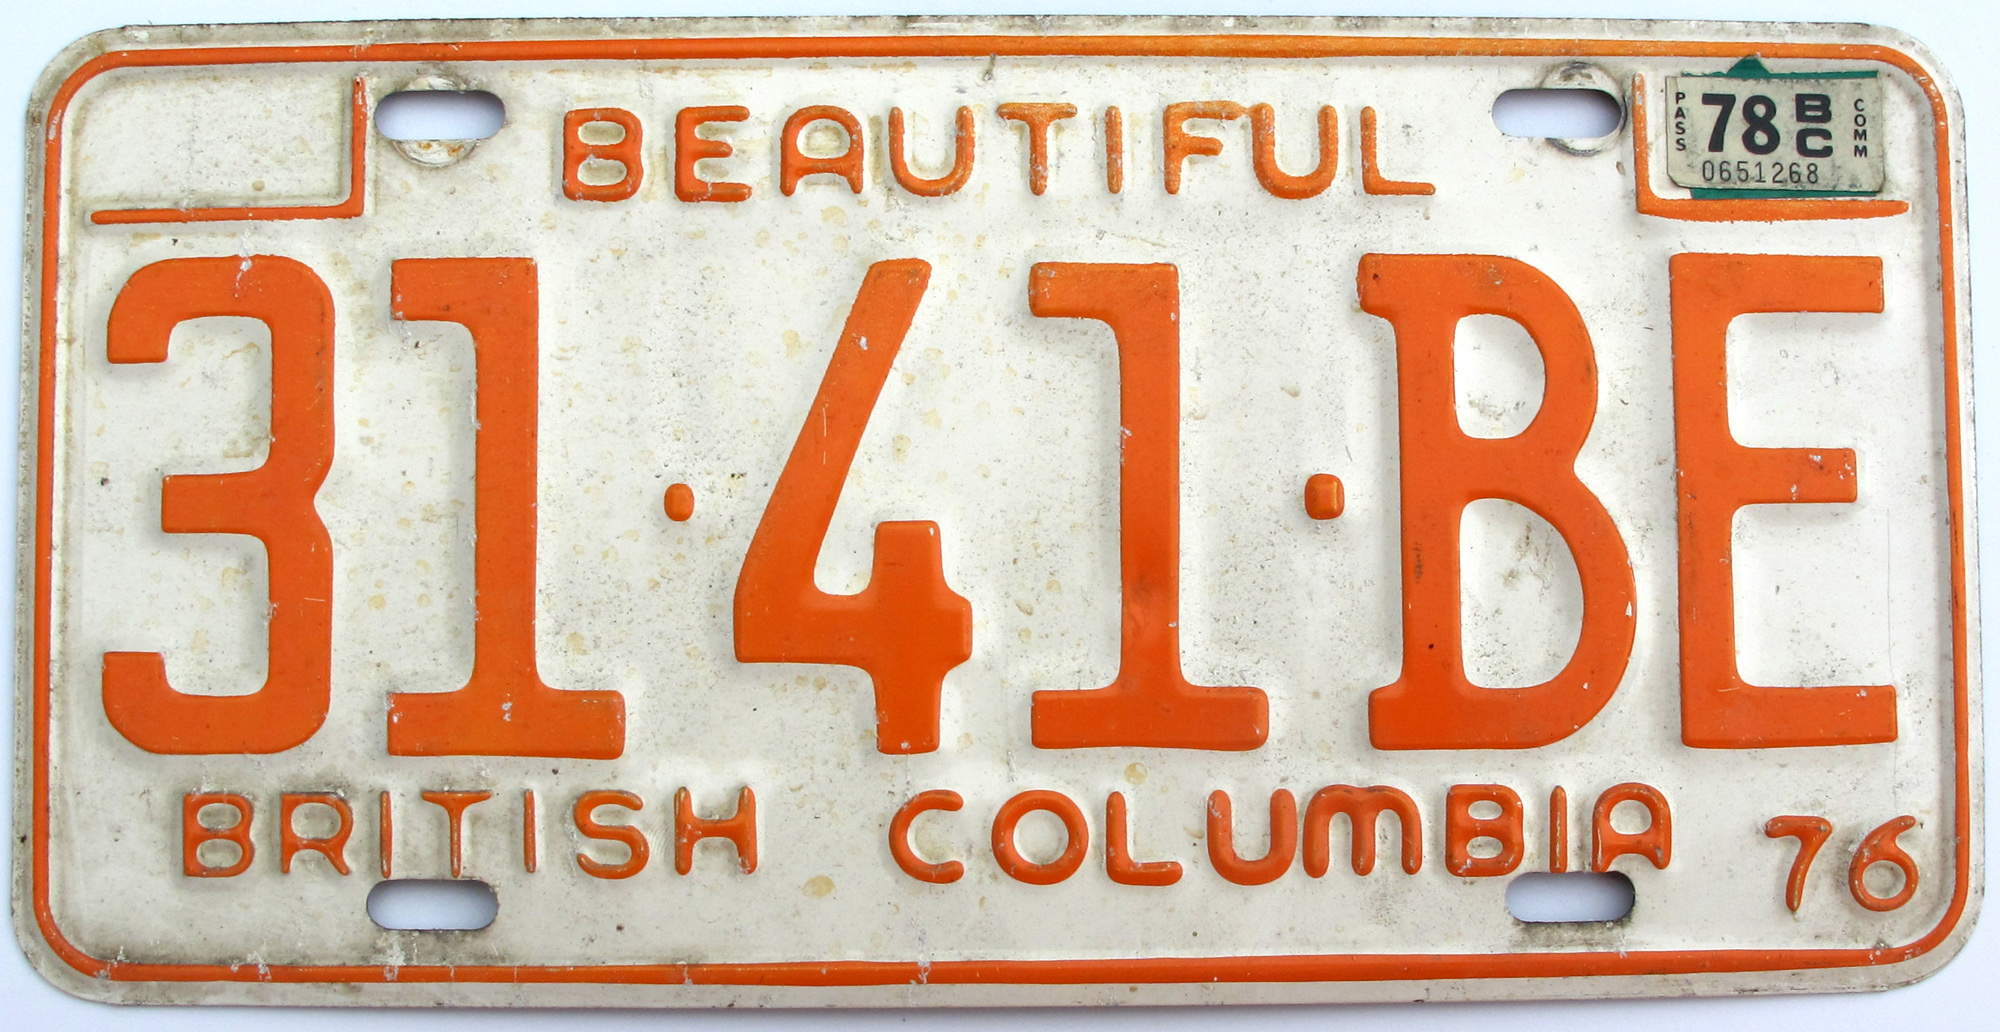 BEAUTIFUL
PASS 78 BC COMM
0651268
31·41·BE
BRITISH COLUMBIA 76